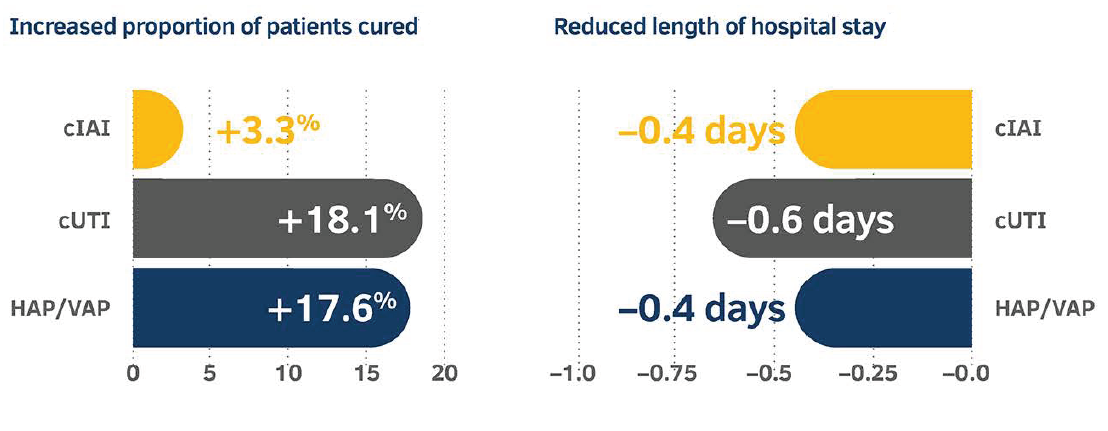 Increased proportion of patients cured
cIAI
+3.3%
cUTI
+18.1%
HAP/VAP
+17.6%
0 5 10 15 20
Reduced length of hospital stay
–0.4 days
cIAI
–0.6 days
cUTI
–0.4 days
HAP/VAP
–1.0 –0.75 –0.5 –0.25 –0.0